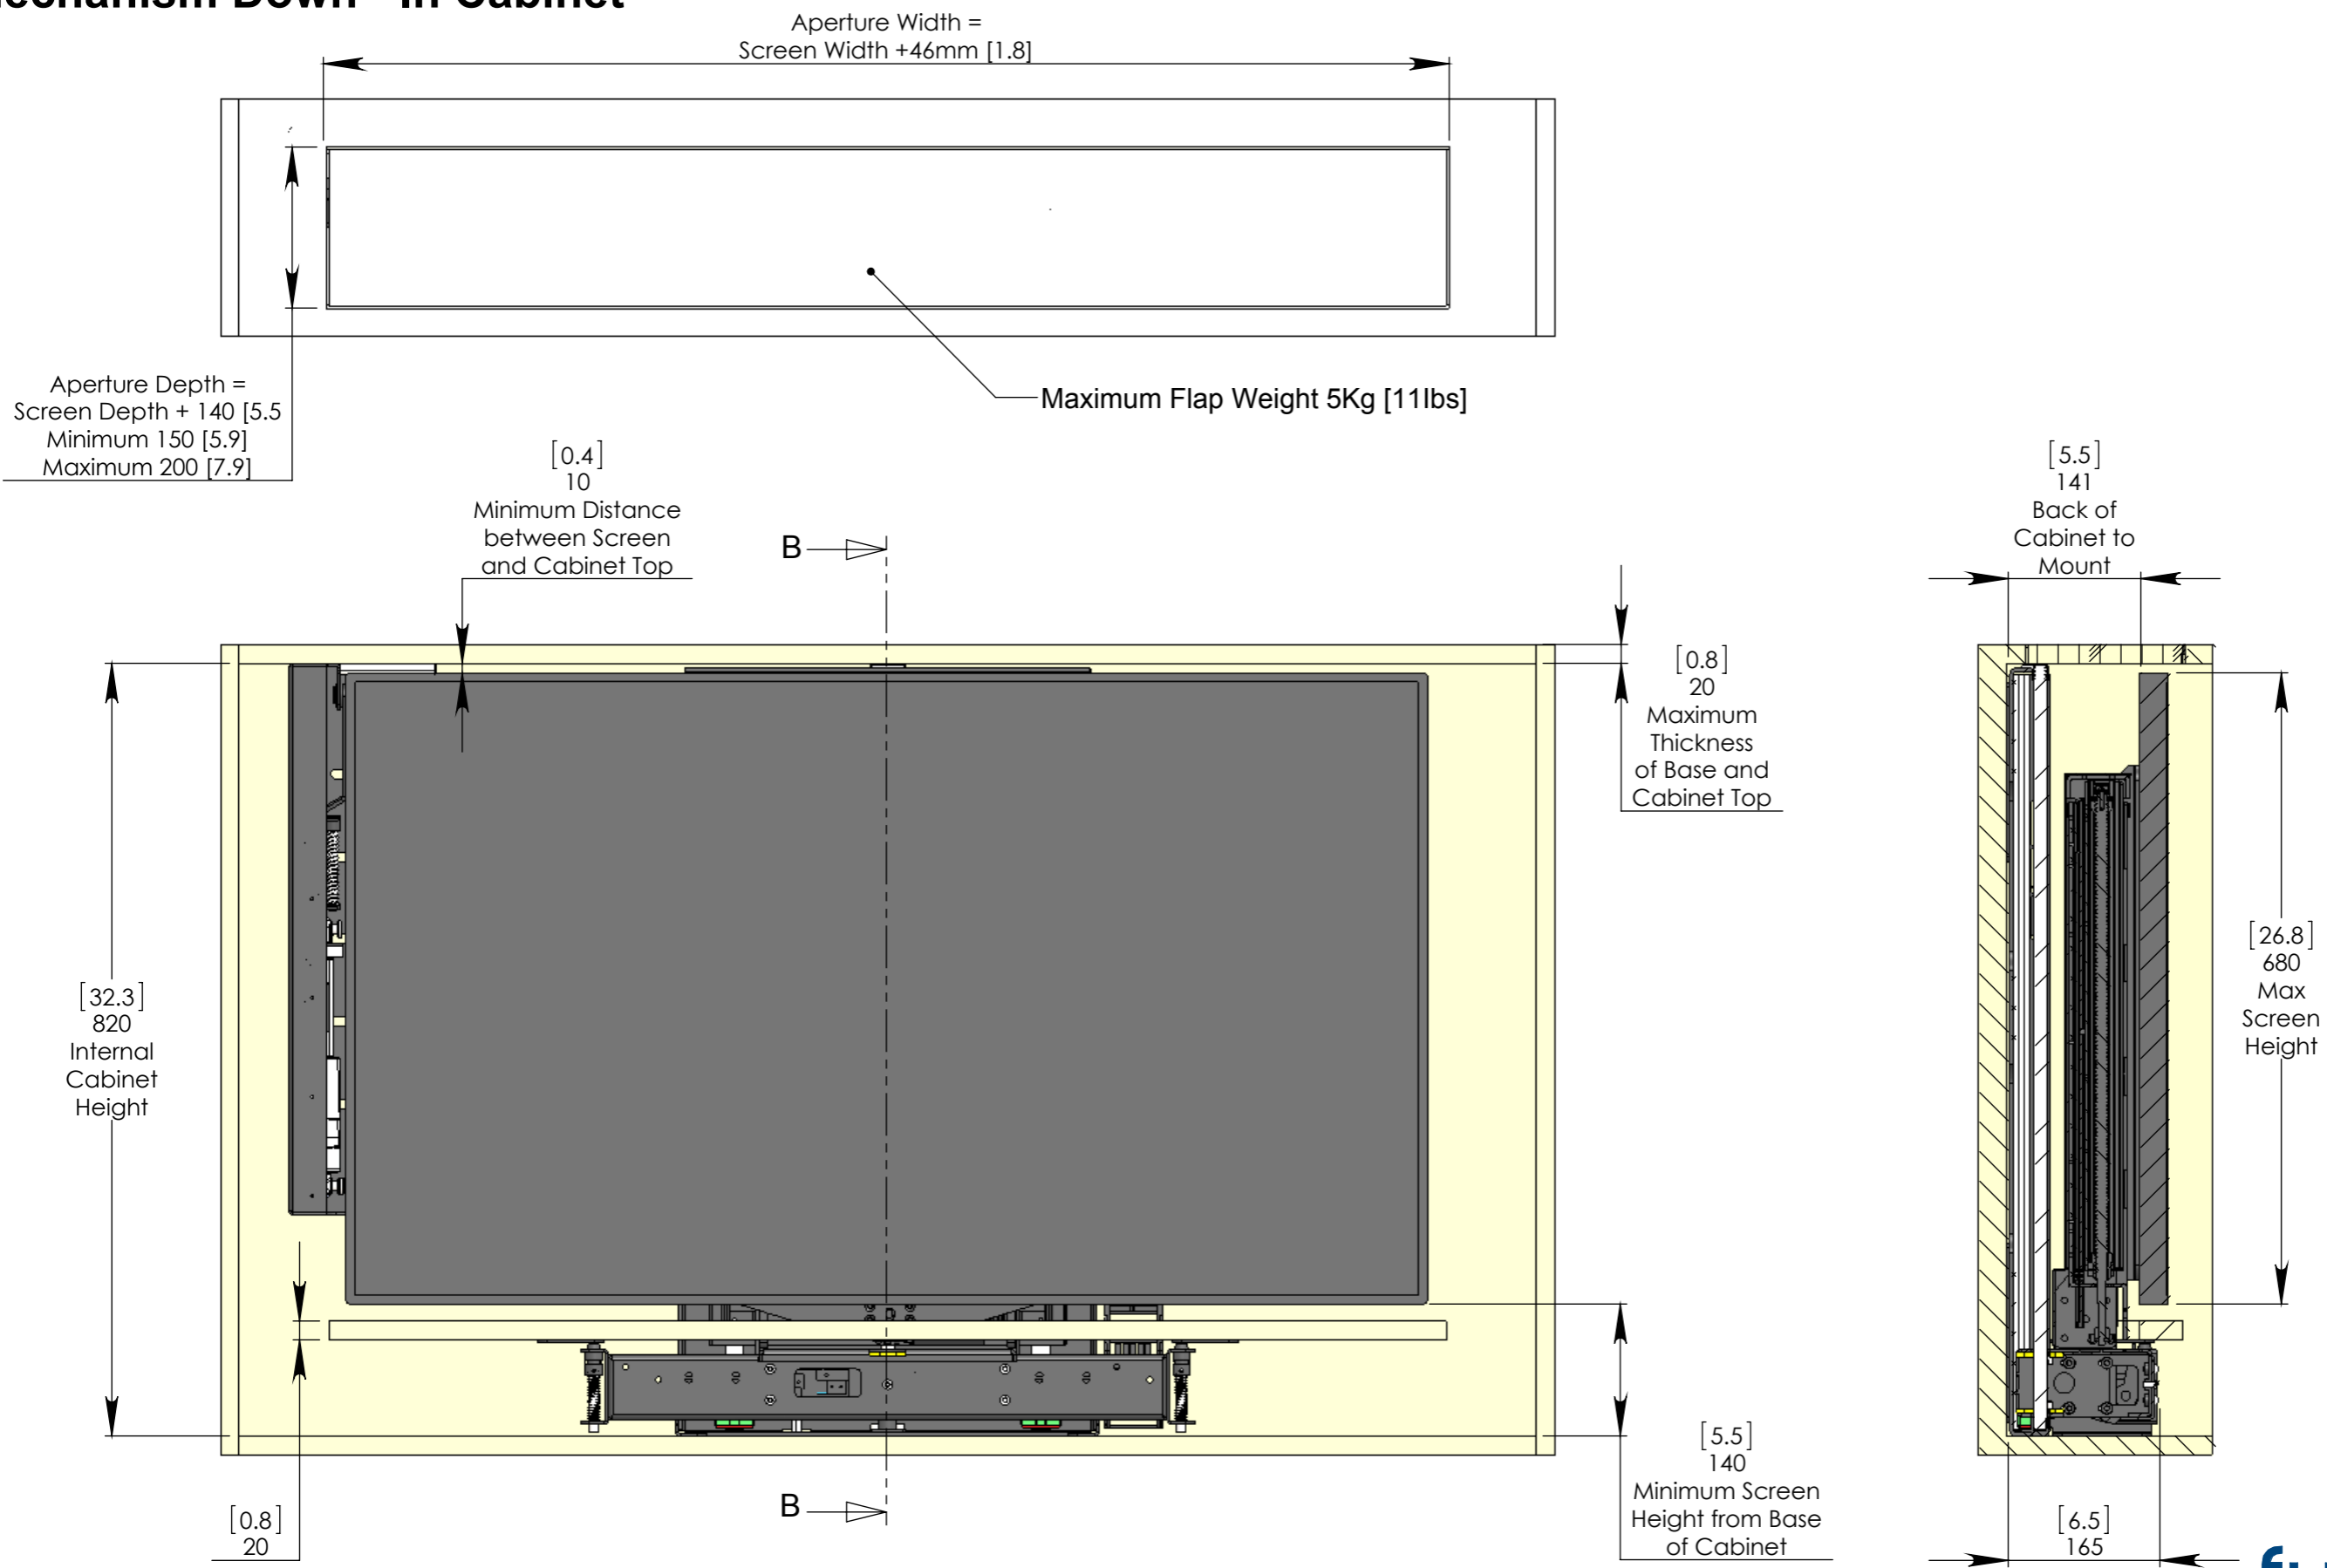 Mechanism Down - In Cabinet
Aperture Width =
Screen Width +46mm [1.8]
Aperture Depth =
Screen Depth + 140 [5.5
Minimum 150 [5.9]
Maximum 200 [7.9]
Maximum Flap Weight 5Kg [11lbs]
[0.4]
10
Minimum Distance
between Screen
and Cabinet Top
B
[5.5]
141
Back of
Cabinet to
Mount
[0.8]
20
Maximum
Thickness
of Base and
Cabinet Top
[32.3]
820
Internal
Cabinet
Height
[26.8]
680
Max
Screen
Height
[5.5]
140
Minimum Screen
Height from Base
of Cabinet
B
[0.8]
20
[6.5]
165